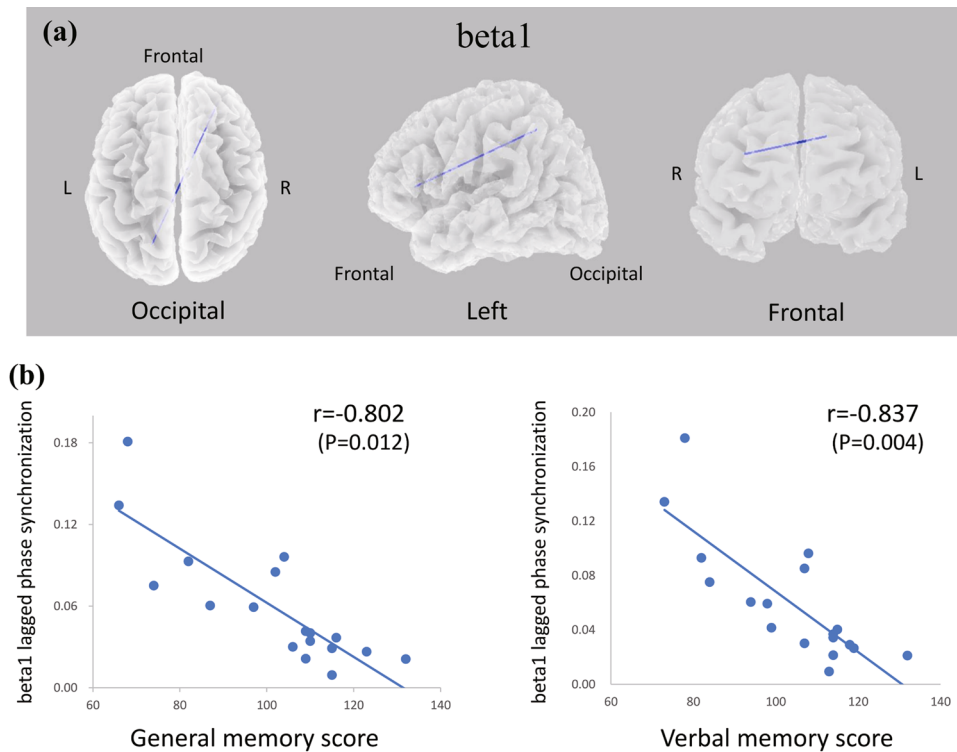 (a)
beta1
Frontal
L
R
Occipital
Frontal
Occipital
Left
R
L
Frontal
(b)
beta1 lagged phase synchronization
r=-0.802
(P=0.012)
0.18
0.12
0.06
0.00
60 80 100 120 140
General memory score
beta1 lagged phase synchronization
r=-0.837
(P=0.004)
0.20
0.16
0.12
0.08
0.04
0.00
60 80 100 120 140
Verbal memory score